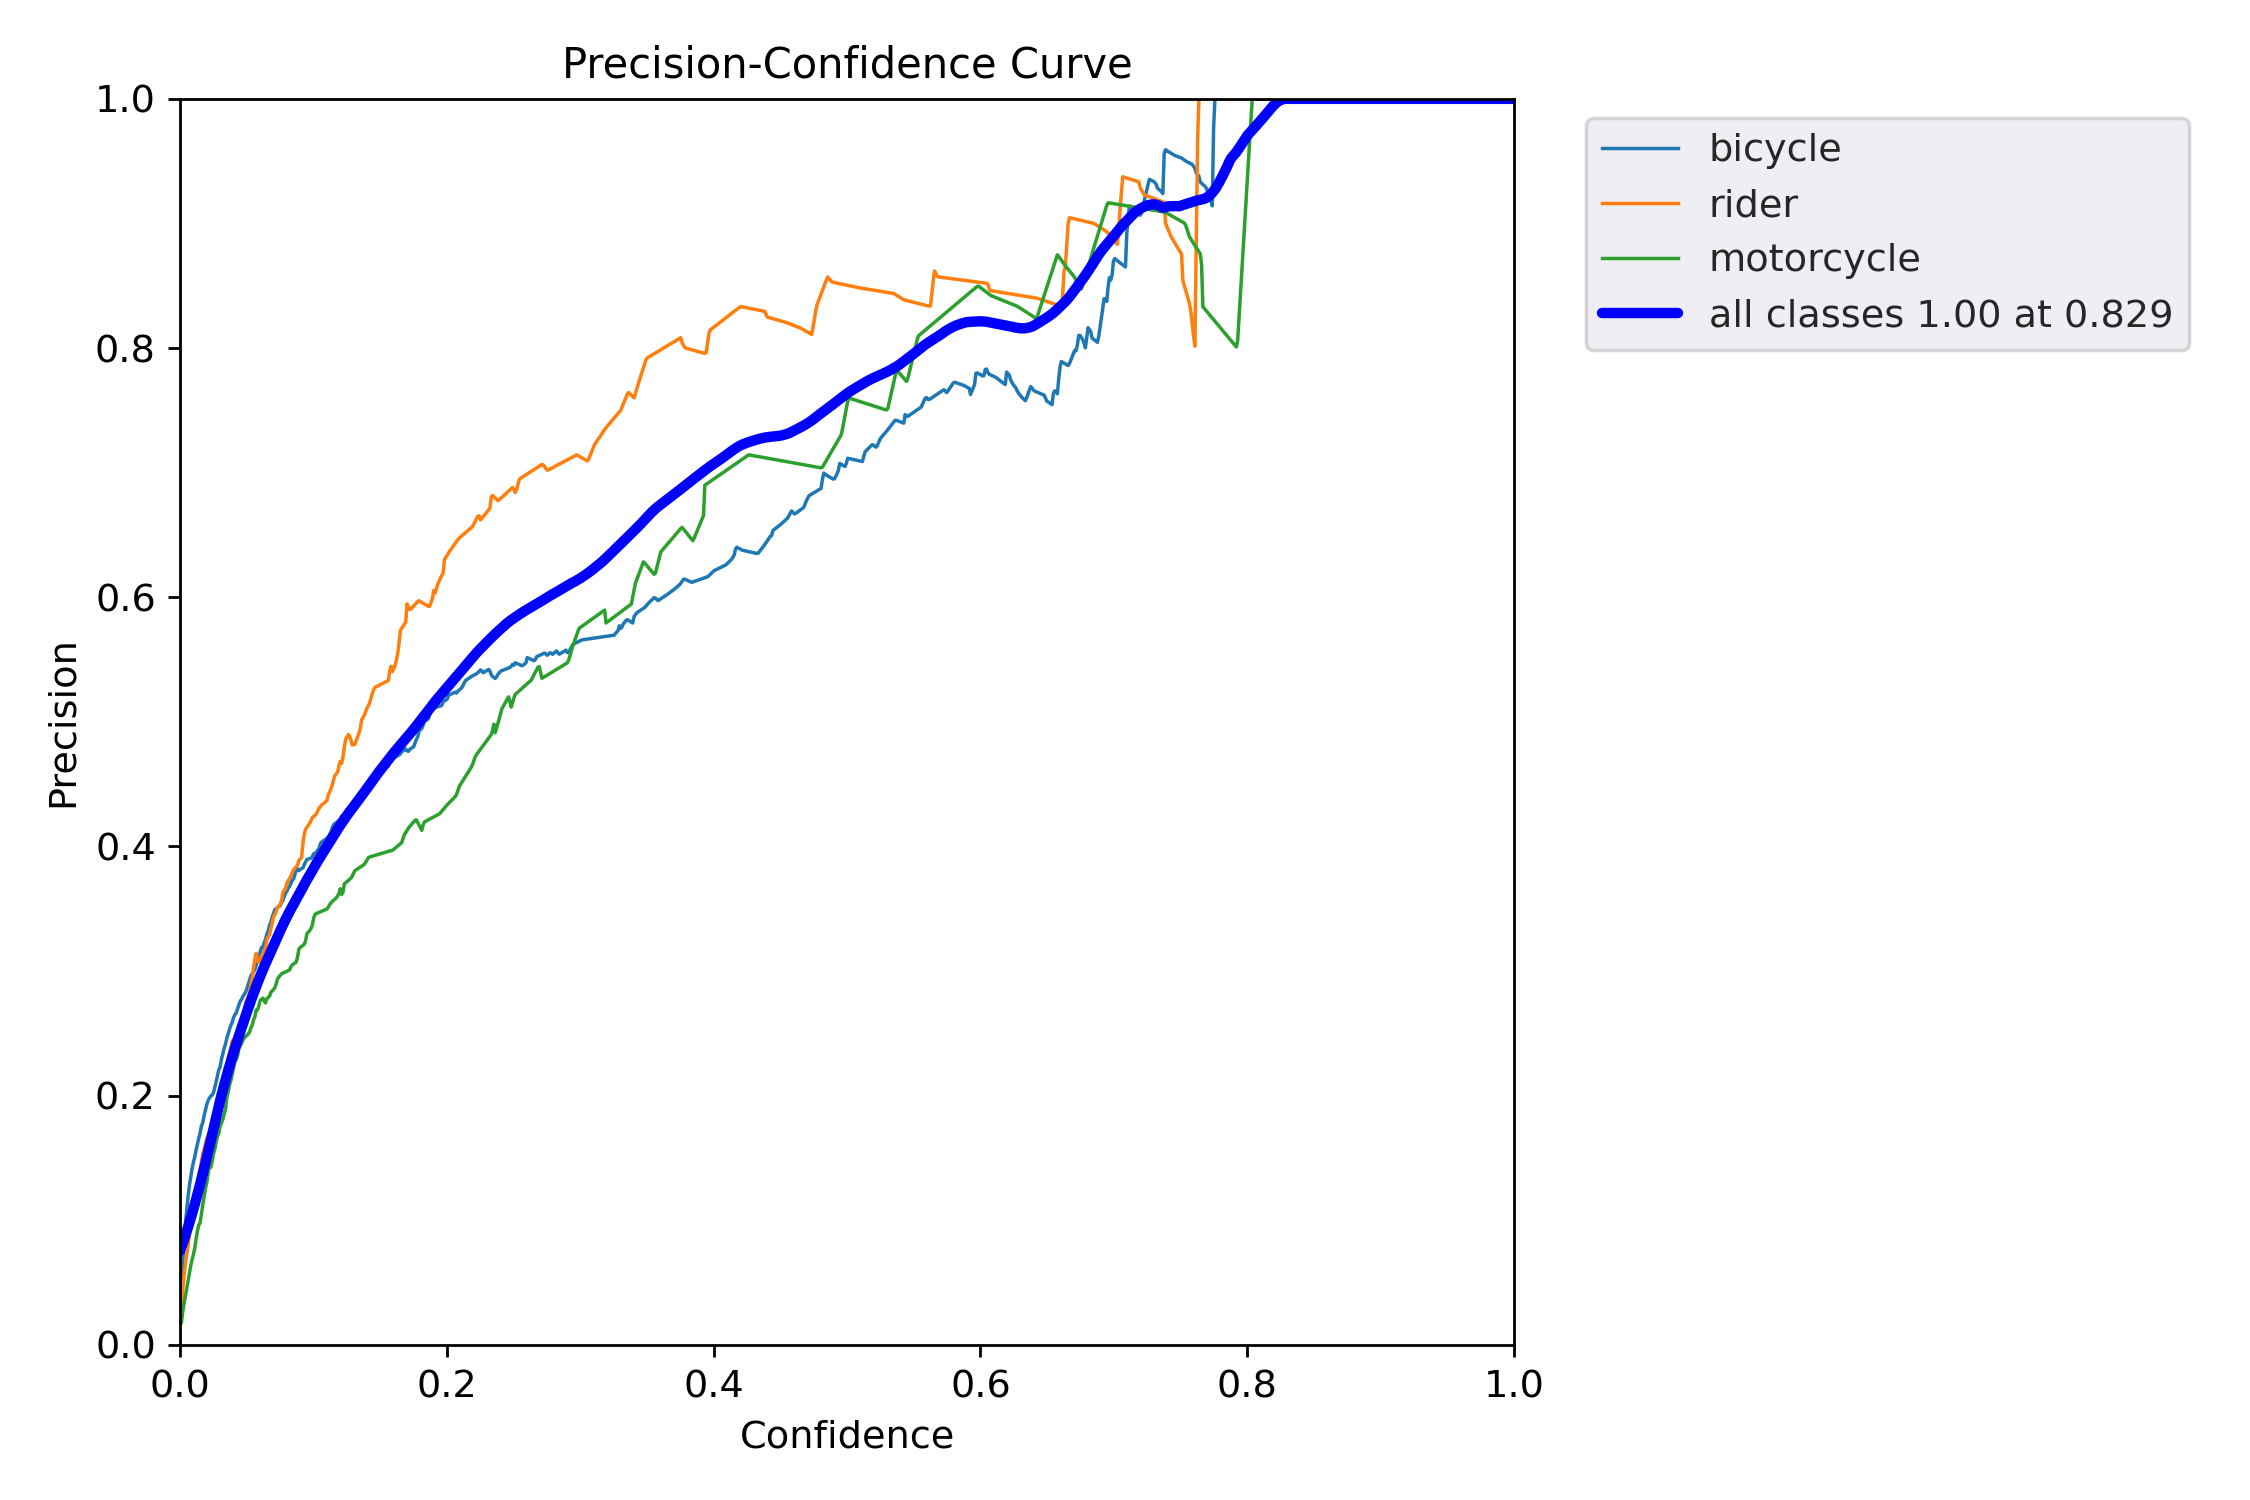 Precision-Confidence Curve
1.0
0.8
0.6
0.4
0.2
0.0
Precision
0.0 0.2 0.4 0.6 0.8 1.0
Confidence
bicycle
rider
motorcycle
all classes 1.00 at 0.829